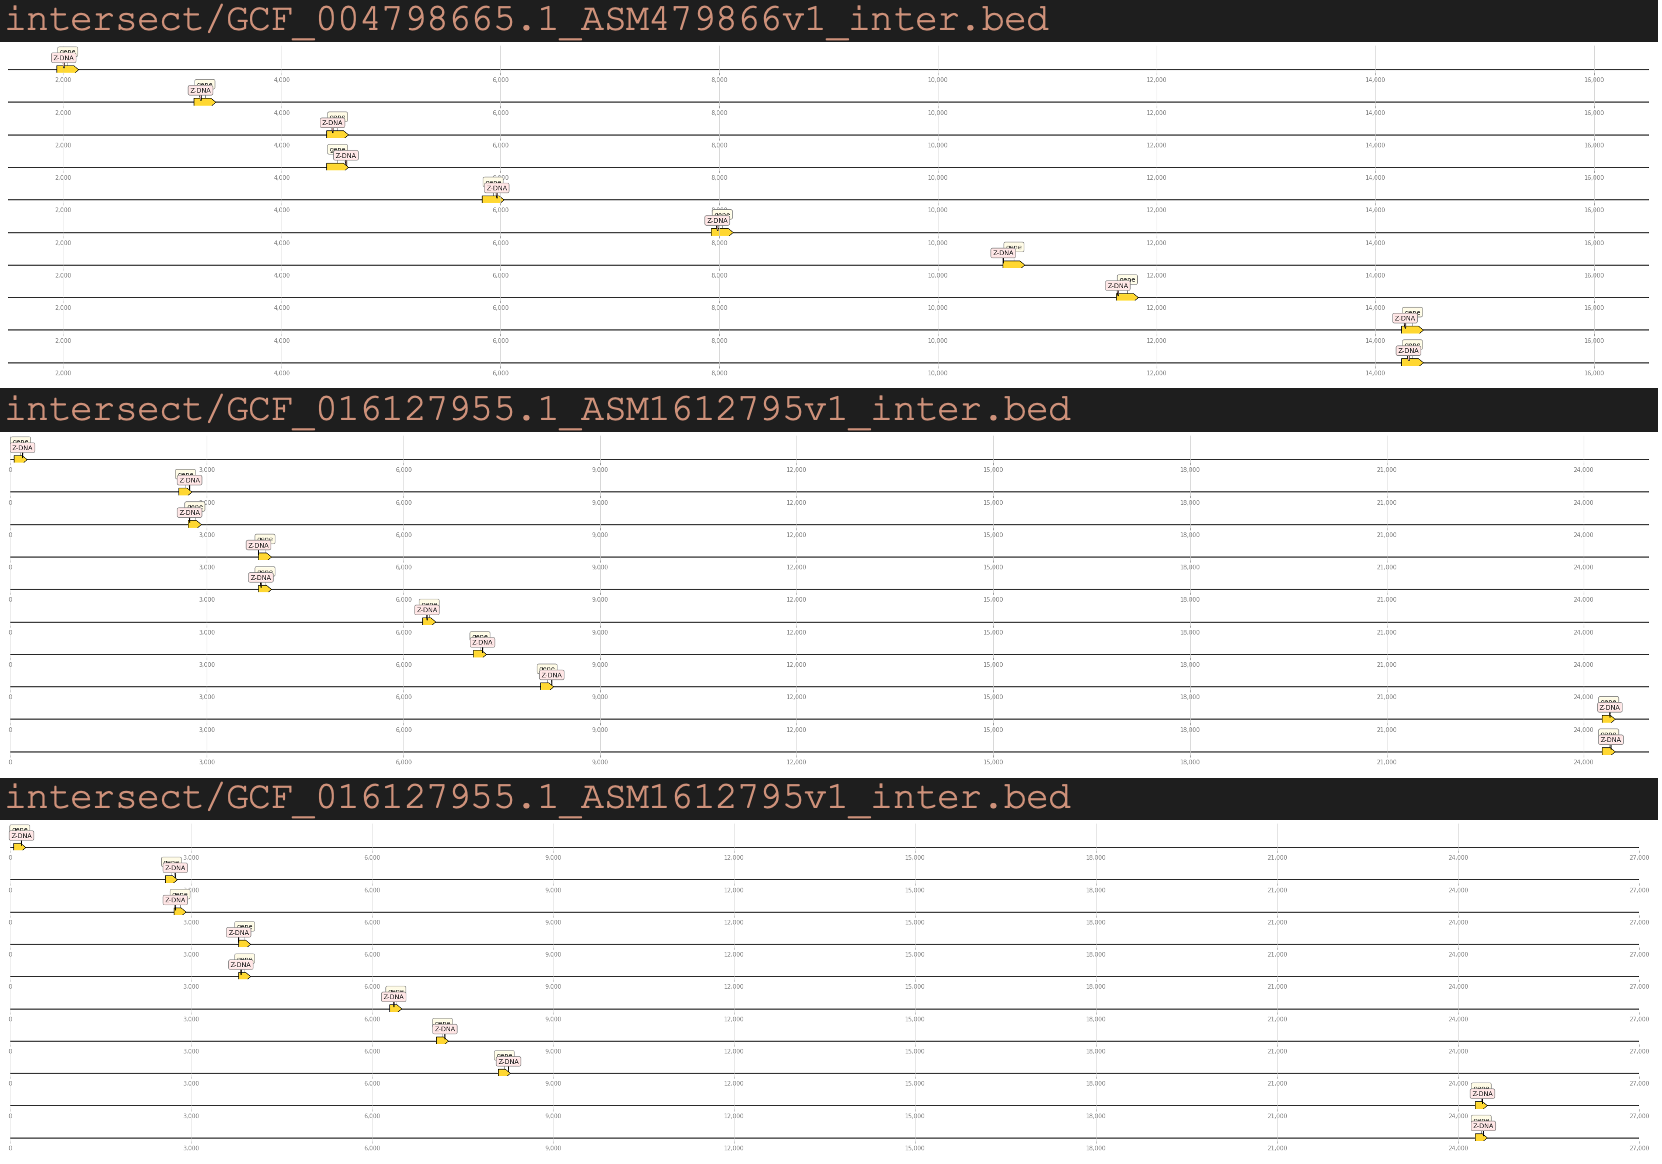 intersect/GCF_004798665.1_ASM479866v1_inter.bed
gene
Z-DNA
2,000 4,000 6,000 8,000 10,000 12,000 14,000 16,000
gene
Z-DNA
2,000 4,000 6,000 8,000 10,000 12,000 14,000 16,000
gene
Z-DNA
2,000 4,000 6,000 8,000 10,000 12,000 14,000 16,000
gene
Z-DNA
2,000 4,000 6,000 8,000 10,000 12,000 14,000 16,000
gene
Z-DNA
2,000 4,000 6,000 8,000 10,000 12,000 14,000 16,000
gene
Z-DNA
2,000 4,000 6,000 8,000 10,000 12,000 14,000 16,000
gene
Z-DNA
2,000 4,000 6,000 8,000 10,000 12,000 14,000 16,000
gene
Z-DNA
2,000 4,000 6,000 8,000 10,000 12,000 14,000 16,000
gene
Z-DNA
2,000 4,000 6,000 8,000 10,000 12,000 14,000 16,000
gene
Z-DNA
2,000 4,000 6,000 8,000 10,000 12,000 14,000 16,000
intersect/GCF_016127955.1_ASM1612795v1_inter.bed
gene
Z-DNA
0 3,000 6,000 9,000 12,000 15,000 18,000 21,000 24,000
gene
Z-DNA
0 3,000 6,000 9,000 12,000 15,000 18,000 21,000 24,000
gene
Z-DNA
0 3,000 6,000 9,000 12,000 15,000 18,000 21,000 24,000
gene
Z-DNA
0 3,000 6,000 9,000 12,000 15,000 18,000 21,000 24,000
gene
Z-DNA
0 3,000 6,000 9,000 12,000 15,000 18,000 21,000 24,000
gene
Z-DNA
0 3,000 6,000 9,000 12,000 15,000 18,000 21,000 24,000
gene
Z-DNA
0 3,000 6,000 9,000 12,000 15,000 18,000 21,000 24,000
gene
Z-DNA
0 3,000 6,000 9,000 12,000 15,000 18,000 21,000 24,000
gene
Z-DNA
0 3,000 6,000 9,000 12,000 15,000 18,000 21,000 24,000
gene
Z-DNA
0 3,000 6,000 9,000 12,000 15,000 18,000 21,000 24,000
intersect/GCF_016127955.1_ASM1612795v1_inter.bed
gene
Z-DNA
0 3,000 6,000 9,000 12,000 15,000 18,000 21,000 24,000 27,000
gene
Z-DNA
0 3,000 6,000 9,000 12,000 15,000 18,000 21,000 24,000 27,000
gene
Z-DNA
0 3,000 6,000 9,000 12,000 15,000 18,000 21,000 24,000 27,000
gene
Z-DNA
0 3,000 6,000 9,000 12,000 15,000 18,000 21,000 24,000 27,000
gene
Z-DNA
0 3,000 6,000 9,000 12,000 15,000 18,000 21,000 24,000 27,000
gene
Z-DNA
0 3,000 6,000 9,000 12,000 15,000 18,000 21,000 24,000 27,000
gene
Z-DNA
0 3,000 6,000 9,000 12,000 15,000 18,000 21,000 24,000 27,000
gene
Z-DNA
0 3,000 6,000 9,000 12,000 15,000 18,000 21,000 24,000 27,000
gene
Z-DNA
0 3,000 6,000 9,000 12,000 15,000 18,000 21,000 24,000 27,000
gene
Z-DNA
0 3,000 6,000 9,000 12,000 15,000 18,000 21,000 24,000 27,000